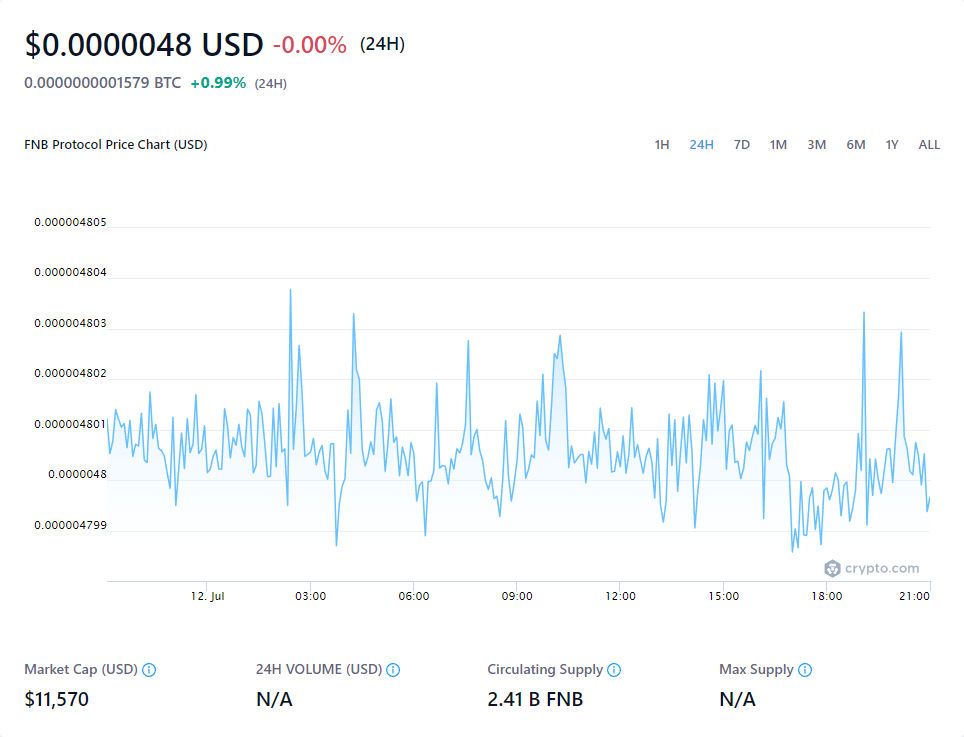 $0.0000048 USD -0.00% (24H)
0.0000000001579 BTC +0.99% (24H)
FNB Protocol Price Chart (USD) 1H 24H 7D 1M 3M 6M 1Y ALL
0.000004805
0.000004804
0.000004803
0.000004802
0.000004801
0.0000048
0.000004799
crypto.com
12. Jul 03:00 06:00 09:00 12:00 15:00 18:00 21:00
Market Cap (USD) 24H VOLUME (USD) Circulating Supply Max Supply
$11,570 N/A 2.41 B FNB N/A